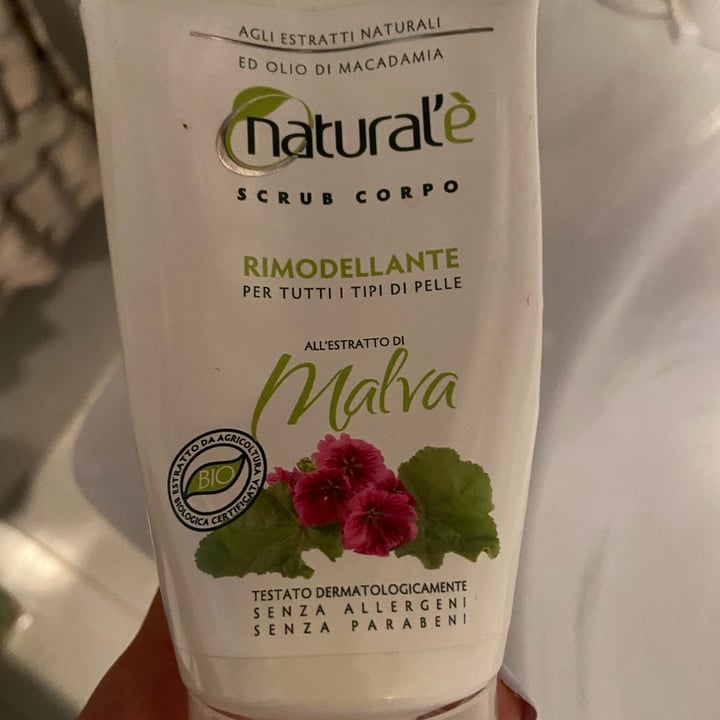 AGLI ESTRATTI NATURALI
ED OLIO DI MACADAMIA
natural'è
SCRUB CORPO
RIMODELLANTE
PER TUTTI I TIPI DI PELLE
ALL'ESTRATTO DI
Malva
ESTRATTO DA AGRICOLTURA
BIO
BIOLOGICA CERTIFICATA
TESTATO DERMATOLOGICAMENTE
SENZA ALLERGENI
SENZA PARABENI